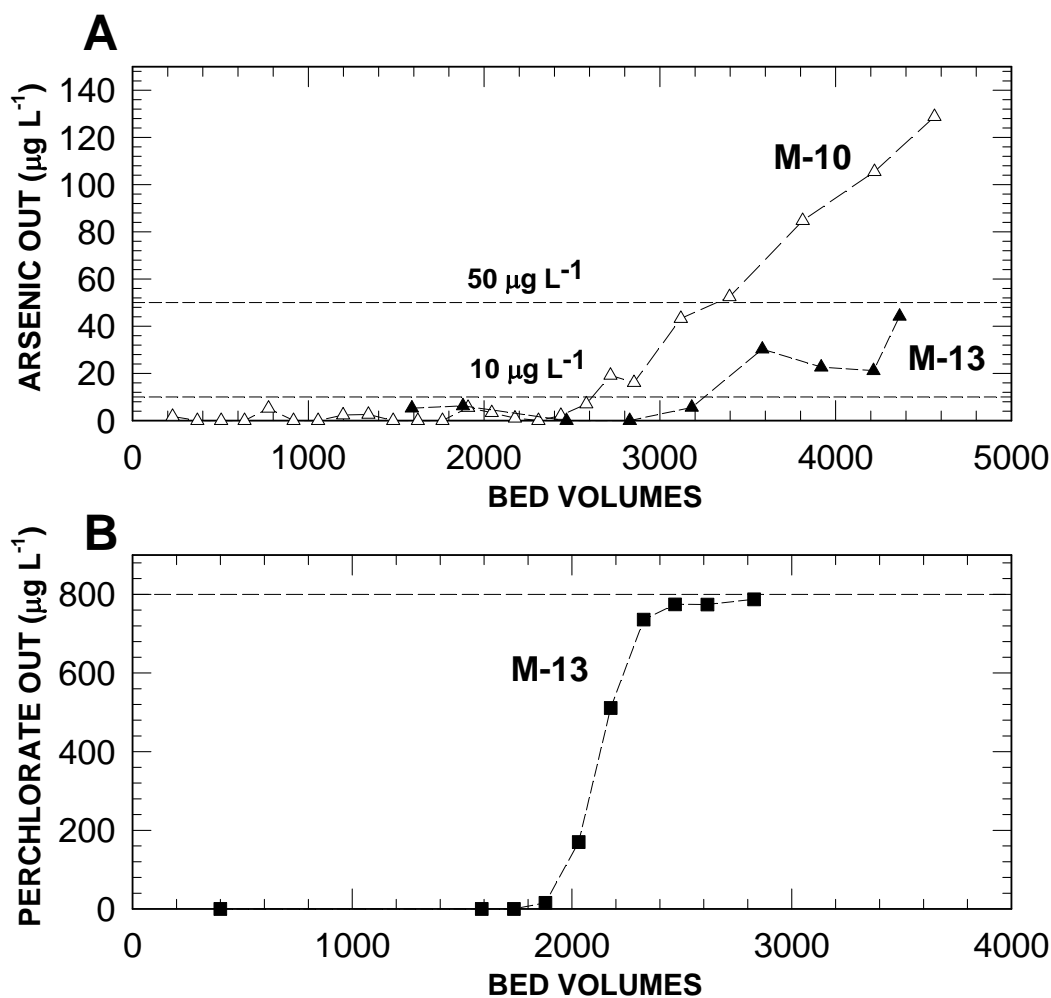 A
ARSENIC OUT (μg L-1)
140
120
100
80
60
40
20
0
M-10
50 μg L-1
10 μg L-1
M-13
0 1000 2000 3000 4000 5000
BED VOLUMES
B
PERCHLORATE OUT (μg L-1)
800
600
400
200
0
M-13
0 1000 2000 3000 4000
BED VOLUMES